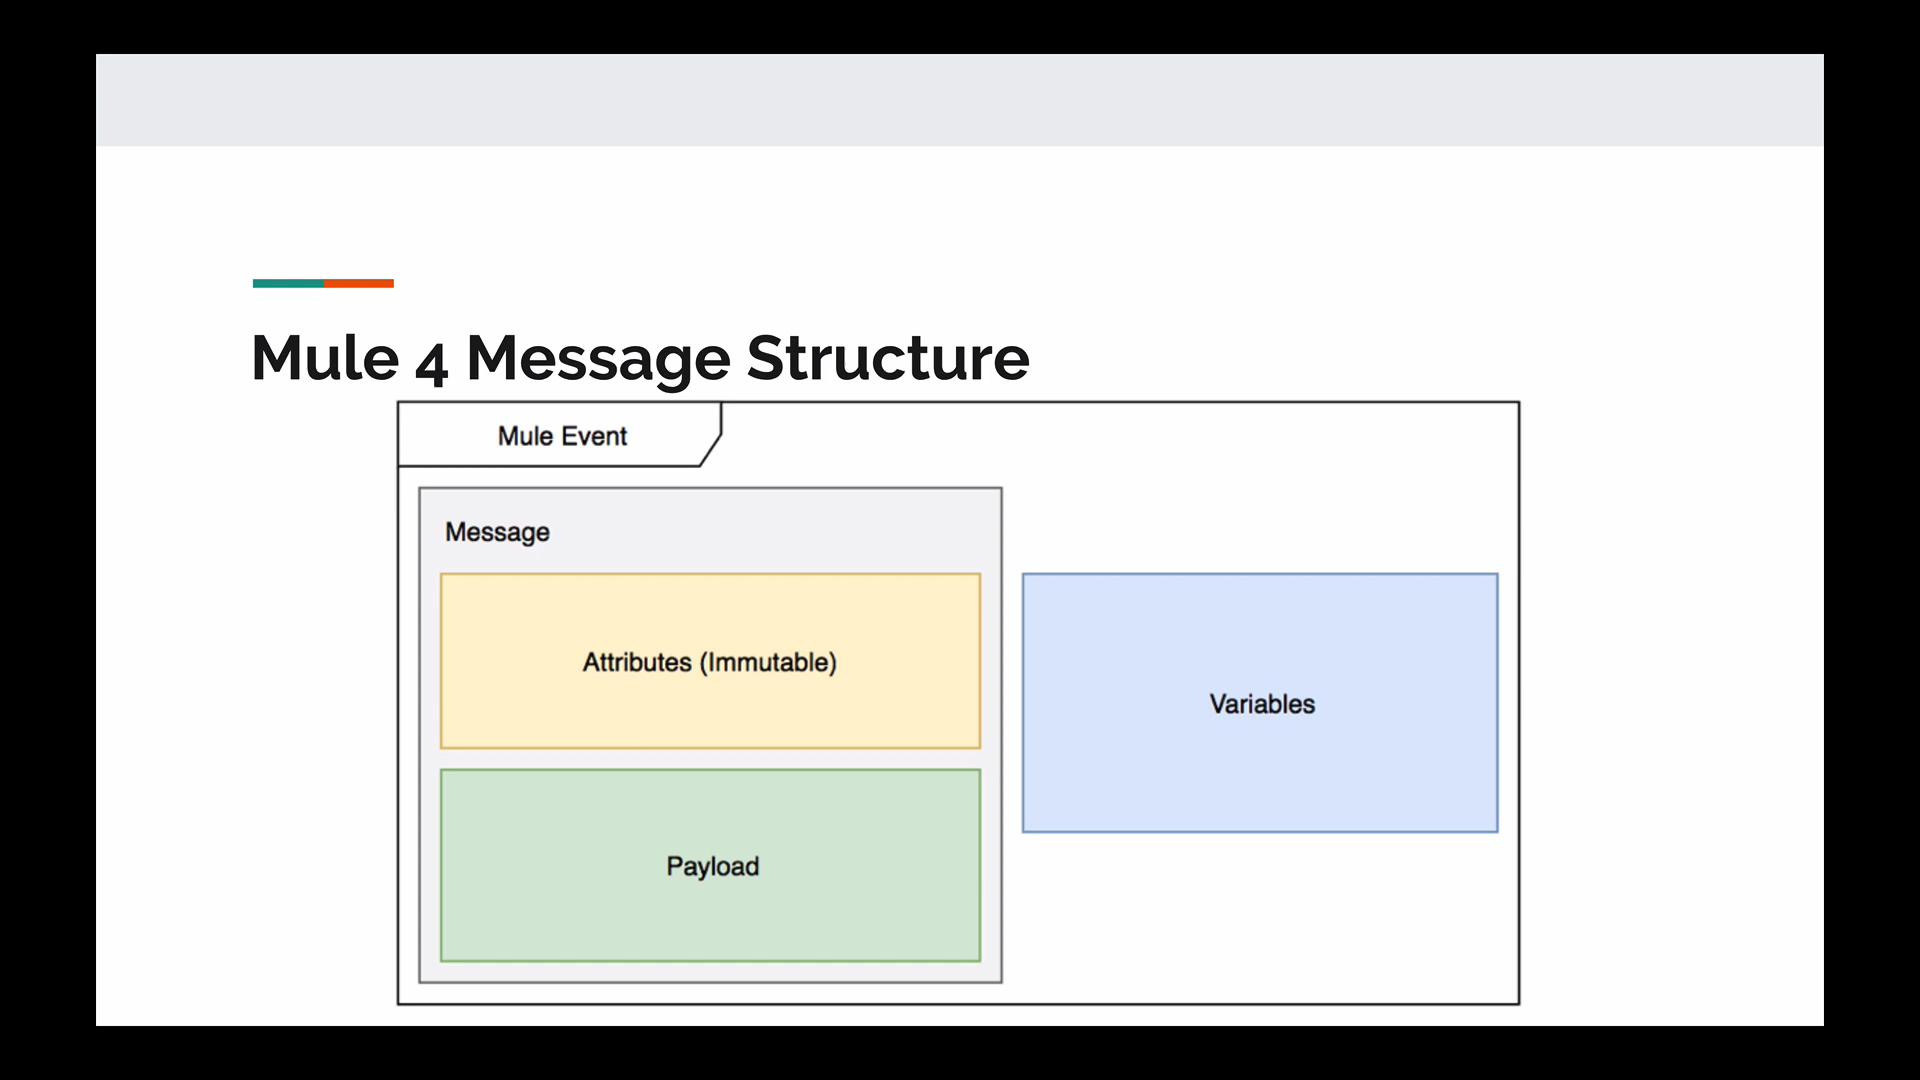 Mule 4 Message Structure
Mule Event
Message
Attributes (Immutable)
Variables
Payload